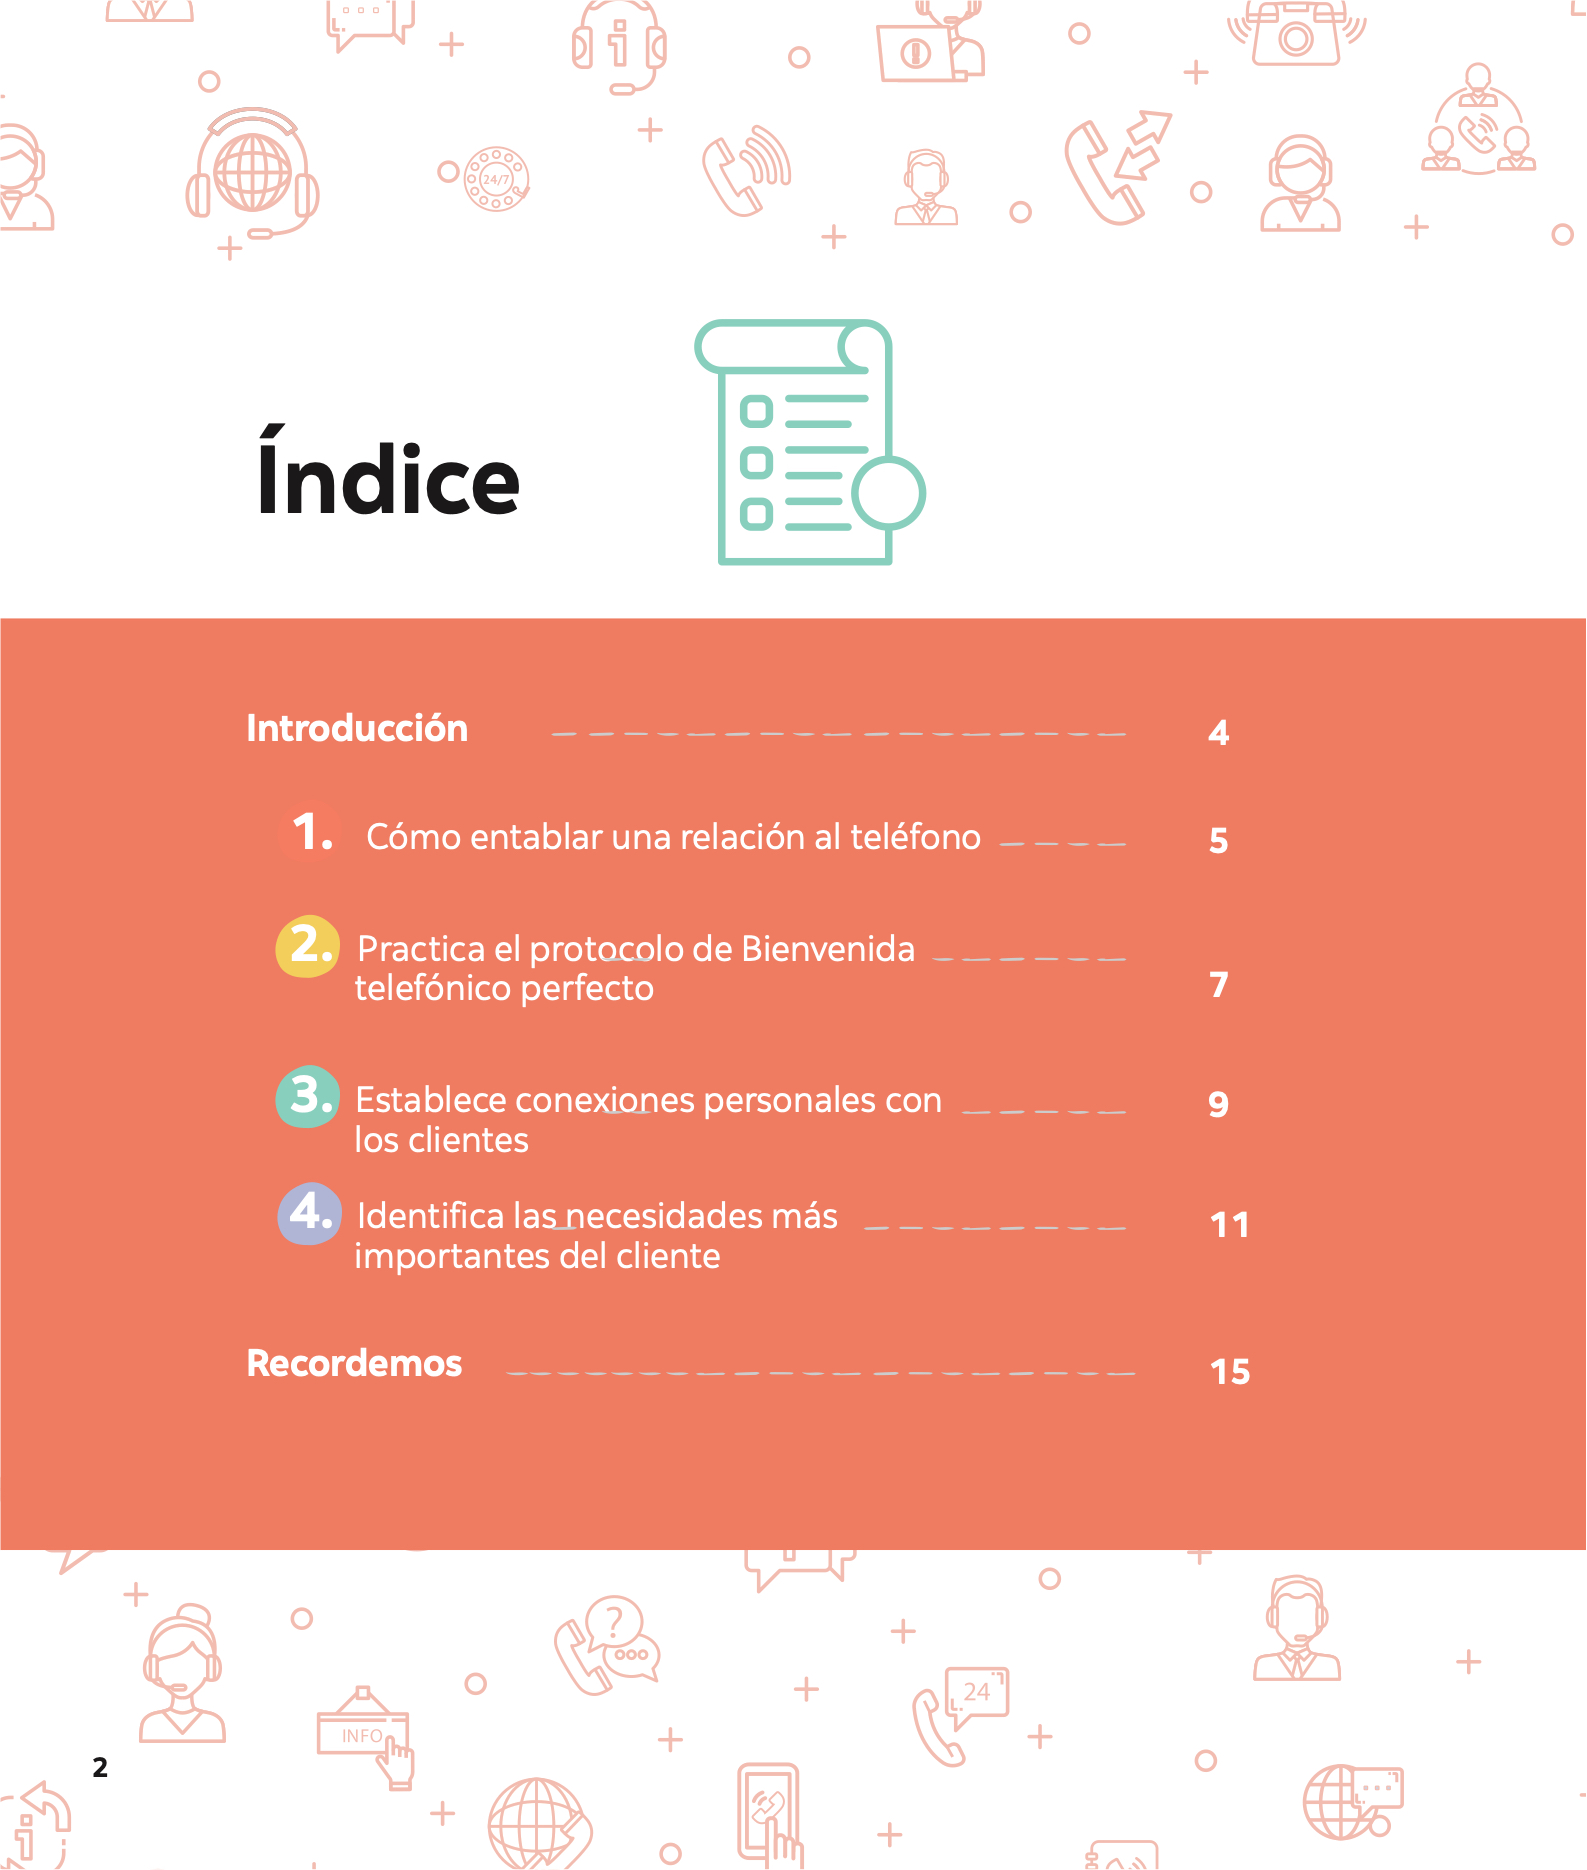 24/7
Índice
Introducción 4
1. Cómo entablar una relación al teléfono 5
2. Practica el protocolo de Bienvenida
telefónico perfecto 7
3. Establece conexiones personales con 9
los clientes
4. Identifica las necesidades más 11
importantes del cliente
Recordemos 15
?
24
INFO
2